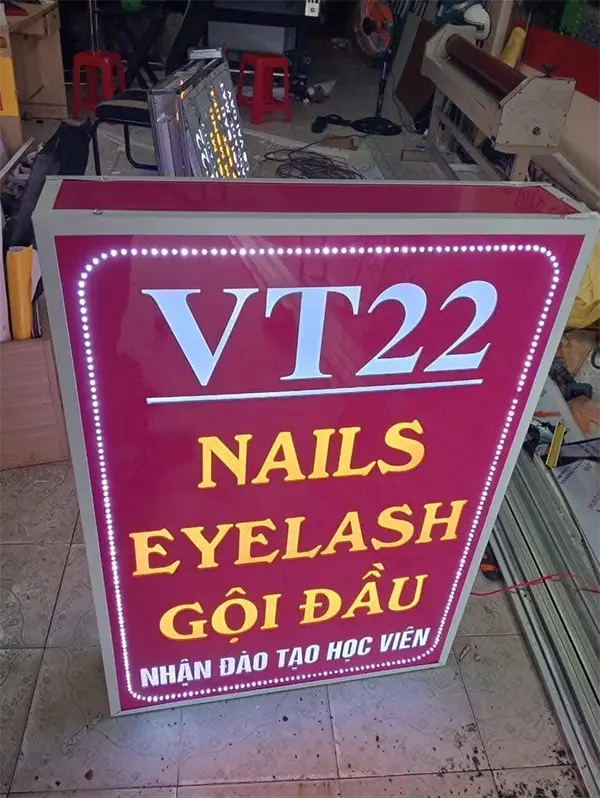 VT22
NAILS
EYELASH
GỘI ĐẦU
NHẬN ĐÀO TẠO HỌC VIÊN